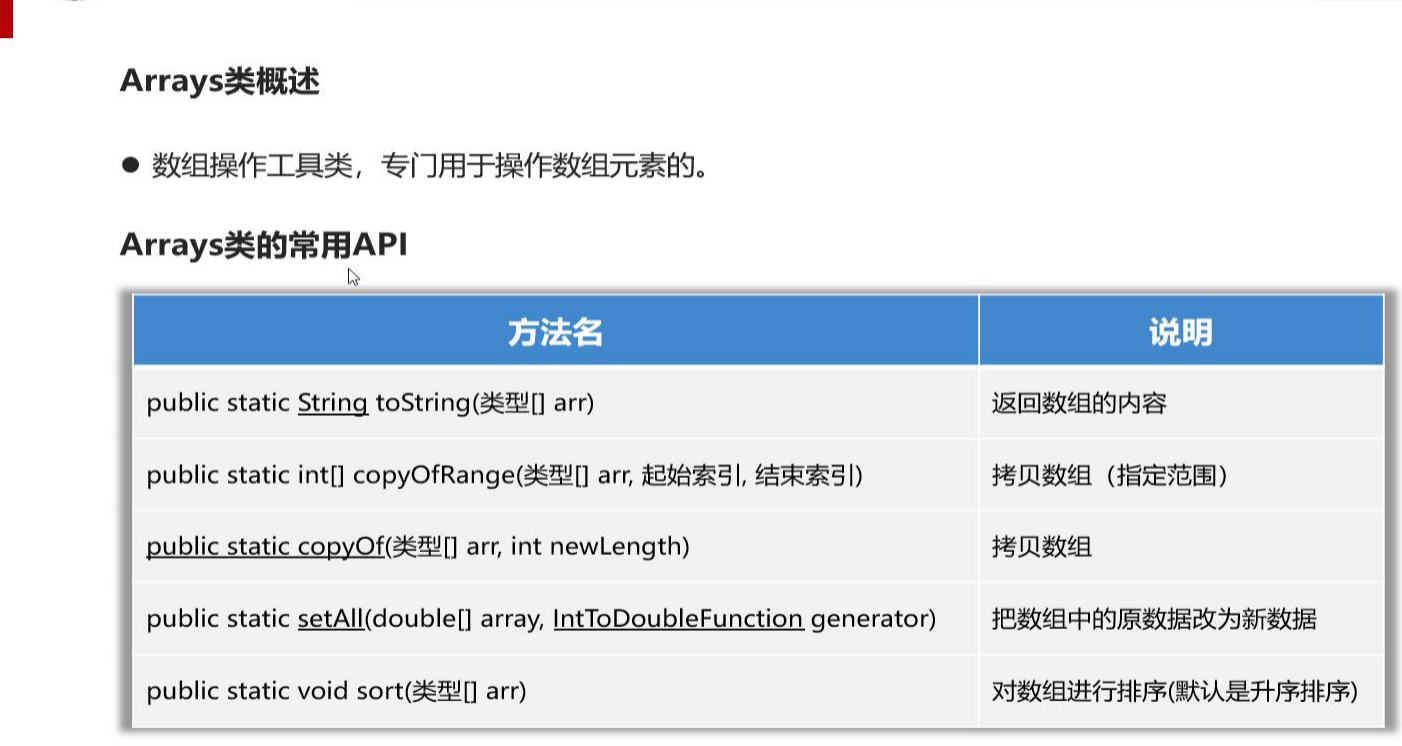 Arrays类概述
● 数组操作工具类，专门用于操作数组元素的。
Arrays类的常用API
方法名 说明
public static String toString(类型[] arr) 返回数组的内容
public static int[] copyOfRange(类型[] arr, 起始索引, 结束索引) 拷贝数组（指定范围）
public static copyOf(类型[] arr, int newLength) 拷贝数组
public static setAll(double[] array, IntToDoubleFunction generator) 把数组中的原数据改为新数据
public static void sort(类型[] arr) 对数组进行排序(默认是升序排序)